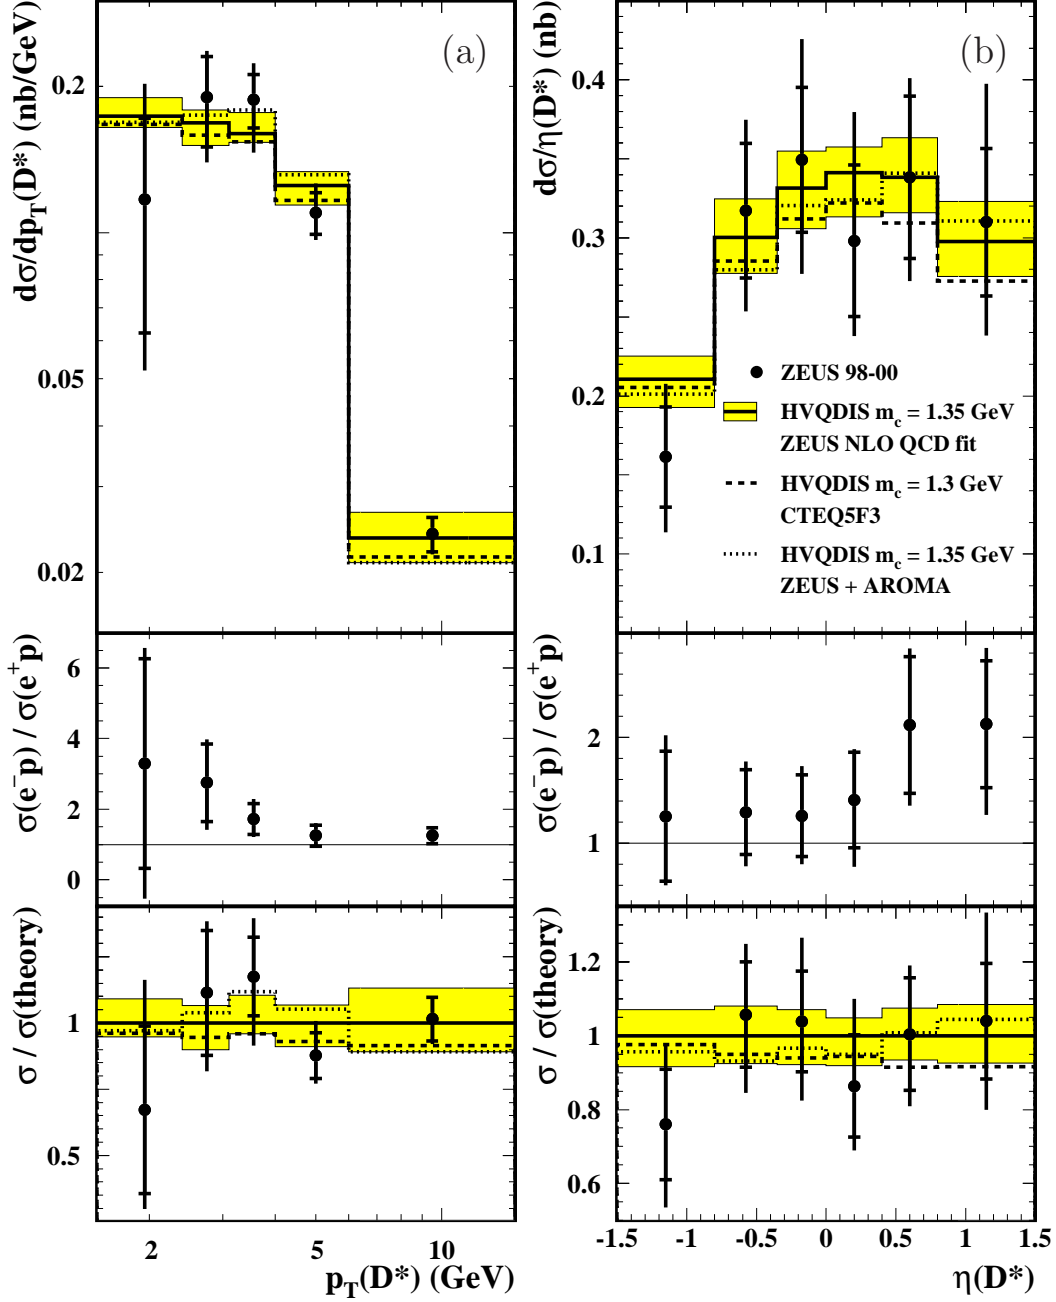 (a)
dσ/dp_T(D*) (nb/GeV)
0.2
0.05
0.02
(b)
dσ/η(D*) (nb)
0.4
0.3
0.2
0.1
ZEUS 98-00
HVQDIS m_c = 1.35 GeV
ZEUS NLO QCD fit
HVQDIS m_c = 1.3 GeV
CTEQ5F3
HVQDIS m_c = 1.35 GeV
ZEUS + AROMA
σ(e⁻p) / σ(e⁺p)
6
4
2
0
σ(e⁻p) / σ(e⁺p)
2
1
σ / σ(theory)
1
0.5
2
5
10
p_T(D*) (GeV)
σ / σ(theory)
1.2
1
0.8
0.6
-1.5
-1
-0.5
0
0.5
1
1.5
η(D*)